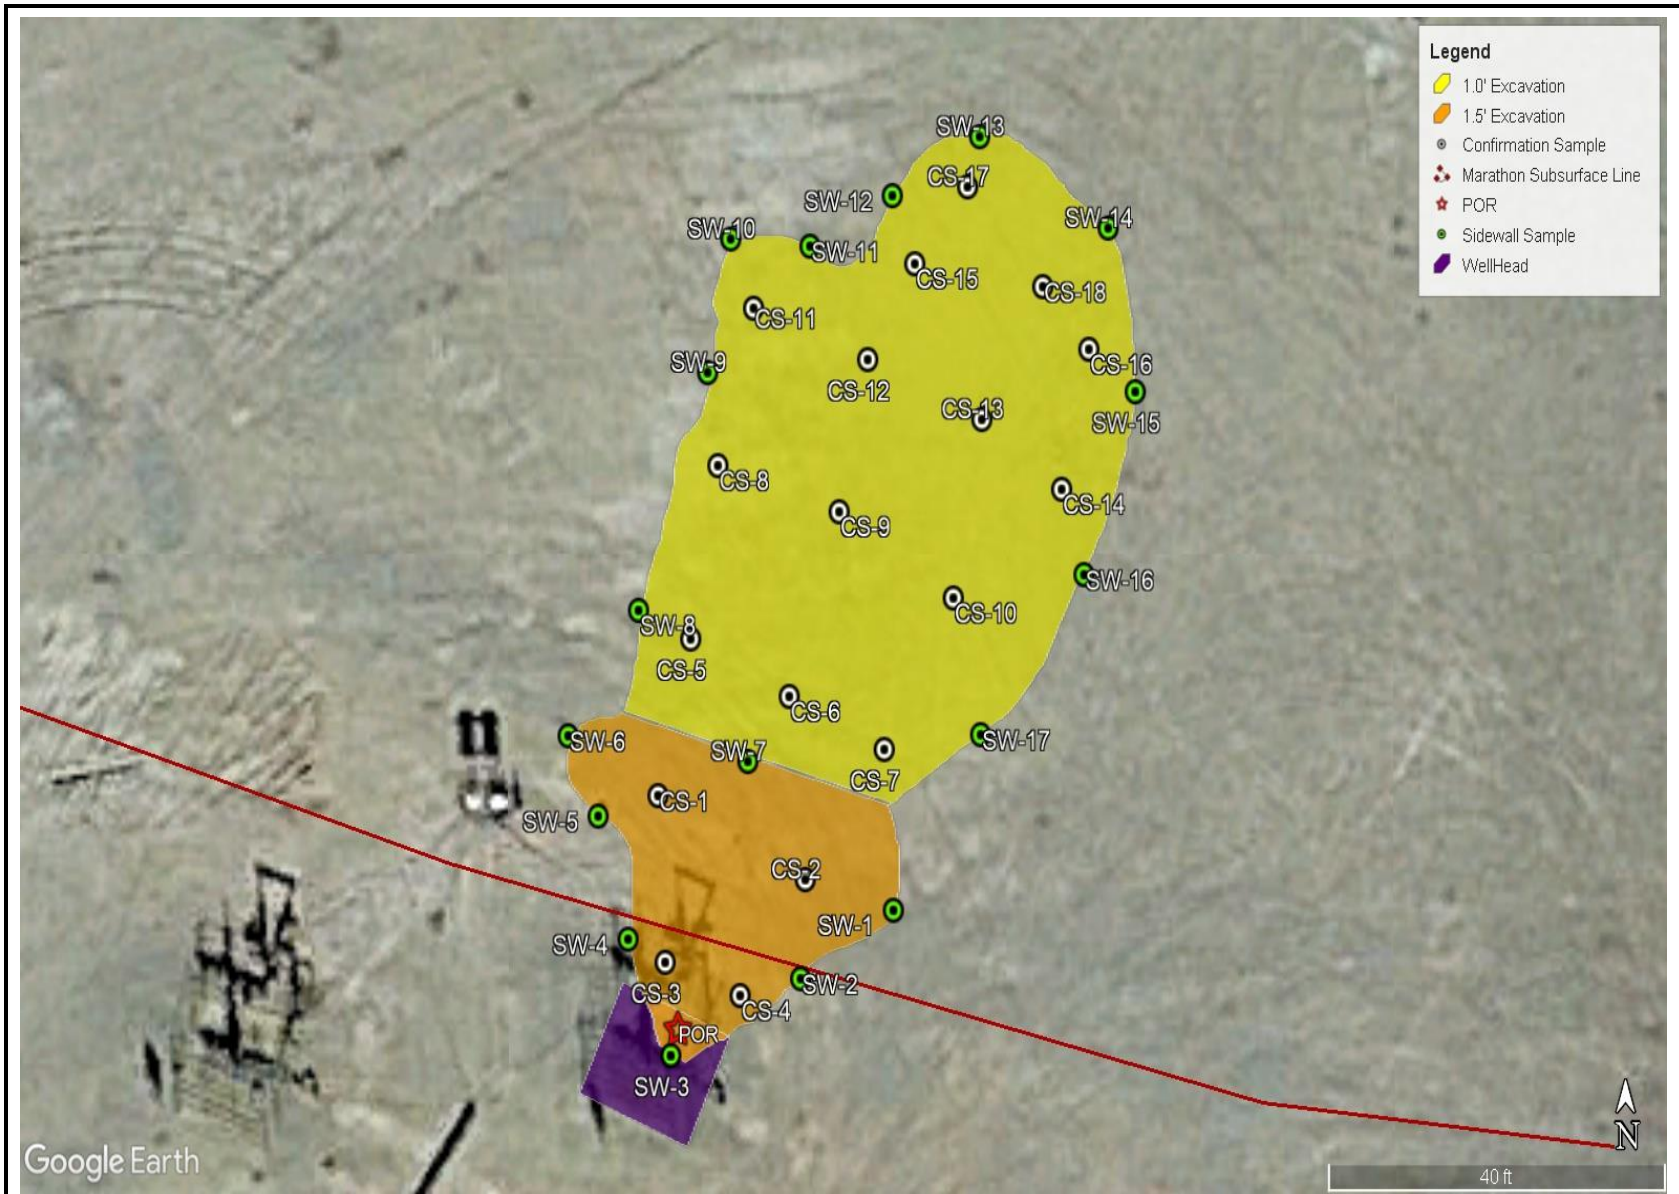 Legend
1.0' Excavation
1.5' Excavation
Confirmation Sample
Marathon Subsurface Line
POR
Sidewall Sample
WellHead
SW-13
CS-17
SW-12
SW-14
SW-10
SW-11
CS-15
CS-18
CS-11
SW-9
CS-16
CS-12
CS-13
SW-15
CS-8
CS-14
CS-9
SW-16
CS-10
SW-8
CS-5
CS-6
SW-6
SW-7
SW-17
CS-7
CS-1
SW-5
CS-2
SW-1
SW-4
CS-3
SW-2
CS-4
POR
SW-3
N
Google Earth
40 ft